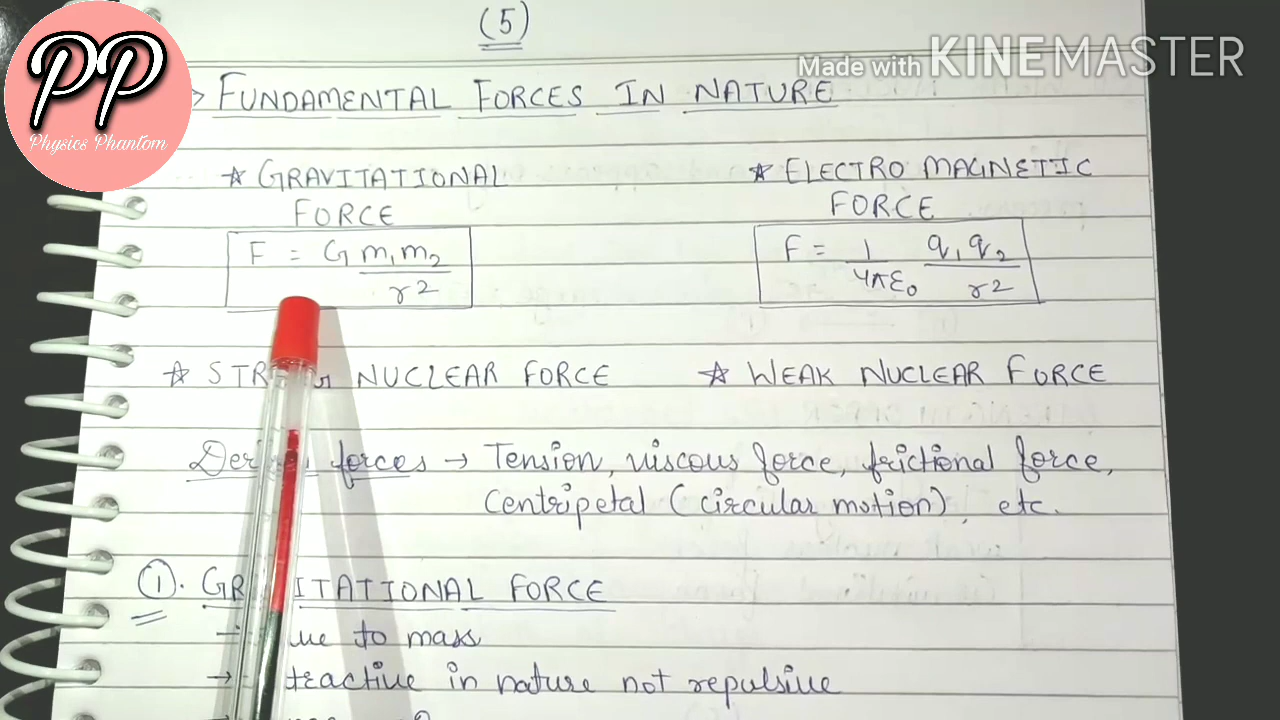 (5)
Made with KINEMASTER
PP
Physics Phantom
> FUNDAMENTAL FORCES IN NATURE
☆ GRAVITATIONAL FORCE
F = G m₁m₂ / r²
☆ ELECTRO MAGNETIC FORCE
F = 1/4πε₀ q₁q₂ / r²
☆ NUCLEAR FORCE
☆ WEAK NUCLEAR FORCE
forces → Tension, viscous force, frictional force,
Centripetal (circular motion), etc.
①. GRAVITATIONAL FORCE
→ to mass
→ in nature not repulsive